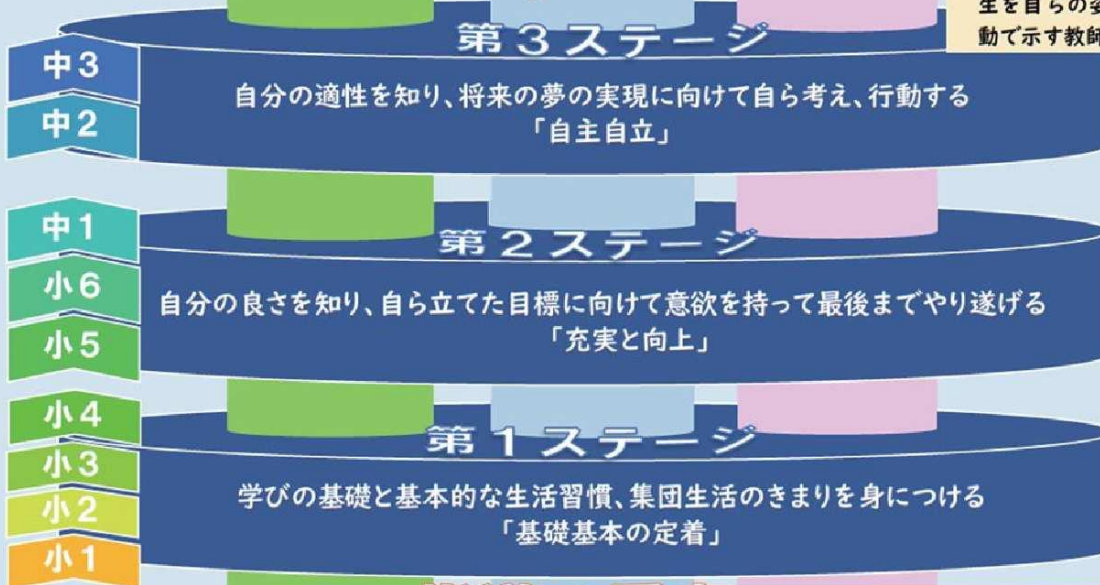 生を自らの姿
動で示す教師
第3ステージ
中3
自分の適性を知り、将来の夢の実現に向けて自ら考え、行動する
中2
「自主自立」
中1
第2ステージ
小6
自分の良さを知り、自ら立てた目標に向けて意欲を持って最後までやり遂げる
小5
「充実と向上」
小4
第1ステージ
小3
学びの基礎と基本的な生活習慣、集団生活のきまりを身につける
小2
「基礎基本の定着」
小1